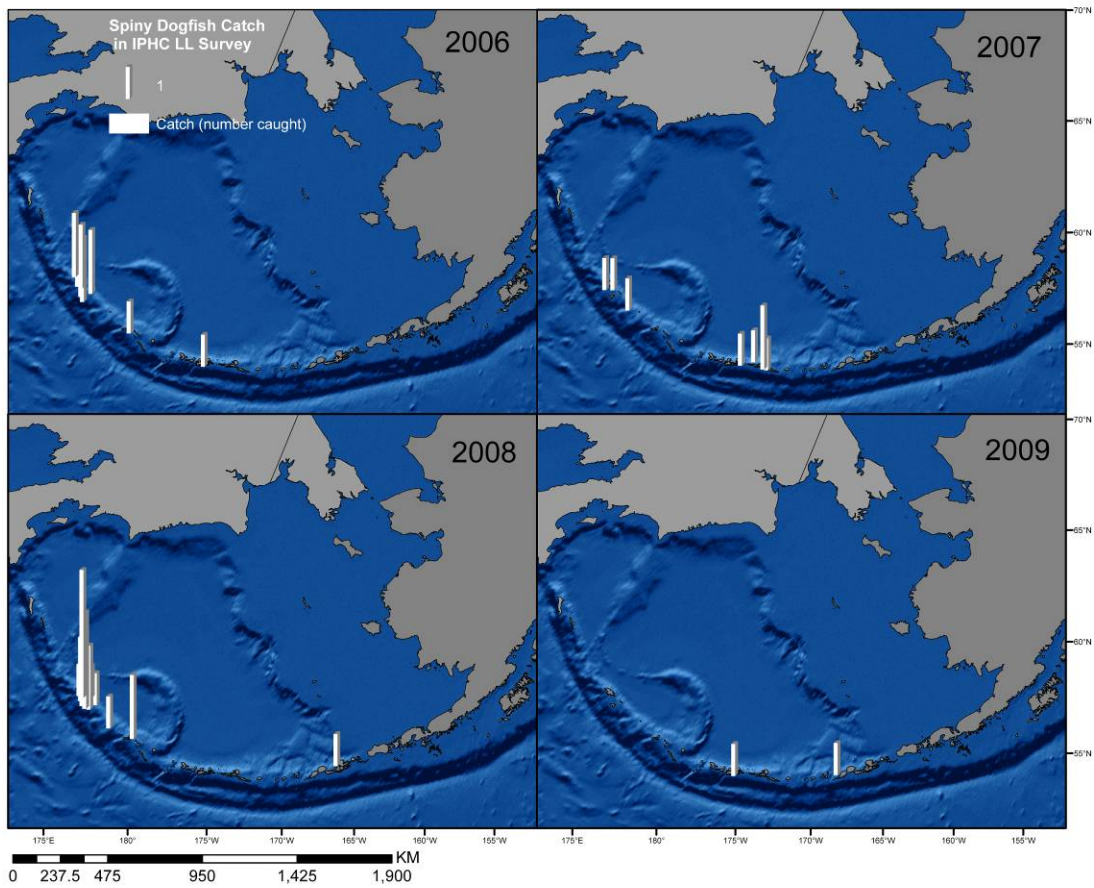 Spiny Dogfish Catch
in IPHC LL Survey
1
Catch (number caught)
2006
2007
70°N
65°N
60°N
55°N
2008
2009
70°N
65°N
60°N
55°N
175°E 180° 175°W 170°W 165°W 160°W 155°W
175°E 180° 175°W 170°W 165°W 160°W 155°W
KM
0 237.5 475 950 1,425 1,900